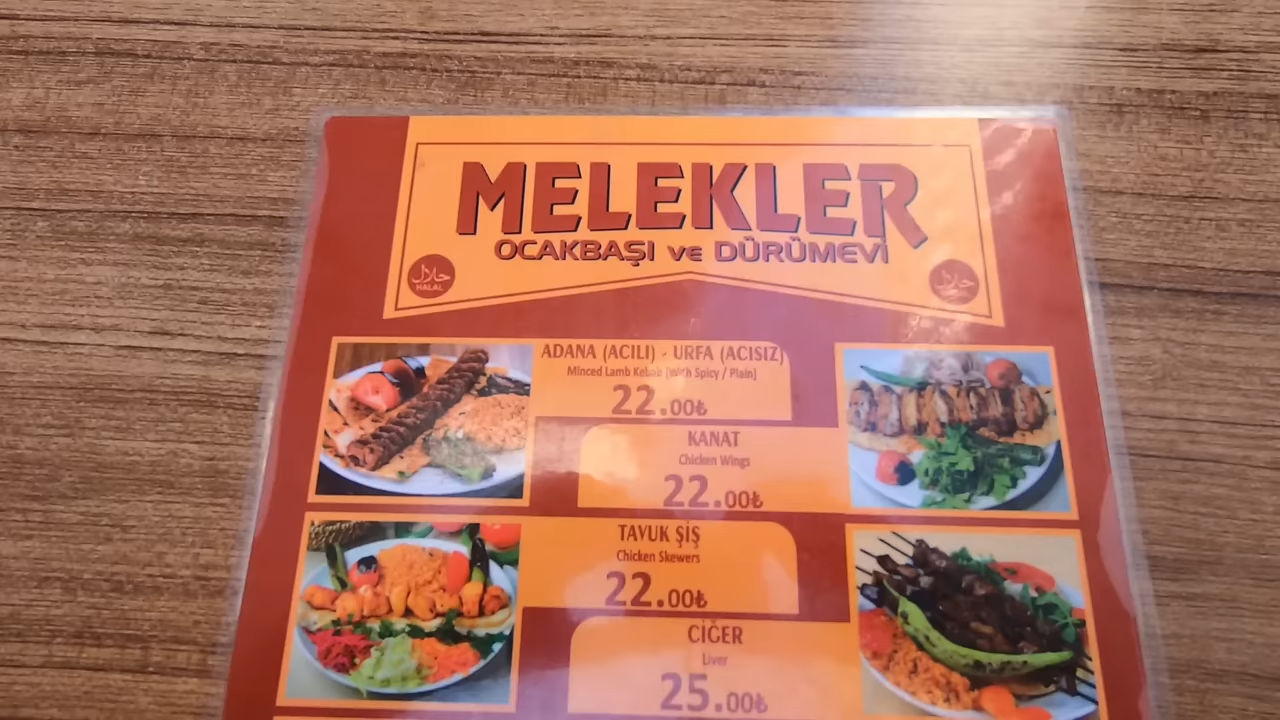 MELEKLER
OCAKBAŞI ve DÜRÜMEVİ
حلال
HALAL
حلال
ADANA (ACILI) - URFA (ACISIZ)
Minced Lamb Kebab (With Spicy / Plain)
22.00₺
KANAT
Chicken Wings
22.00₺
TAVUK ŞİŞ
Chicken Skewers
22.00₺
CİĞER
Liver
25.00₺